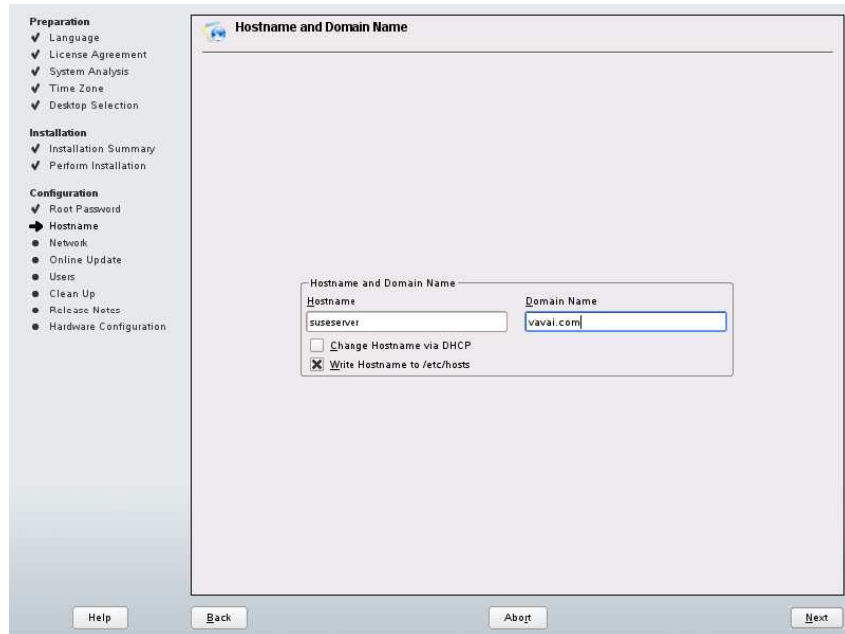 Preparation
Language
License Agreement
System Analysis
Time Zone
Desktop Selection
Installation
Installation Summary
Perform Installation
Configuration
Root Password
Hostname
Network
Online Update
Users
Clean Up
Release Notes
Hardware Configuration
Hostname and Domain Name
Hostname and Domain Name
Hostname Domain Name
suseserver vavai.com
Change Hostname via DHCP
Write Hostname to /etc/hosts
Help Back Abort Next